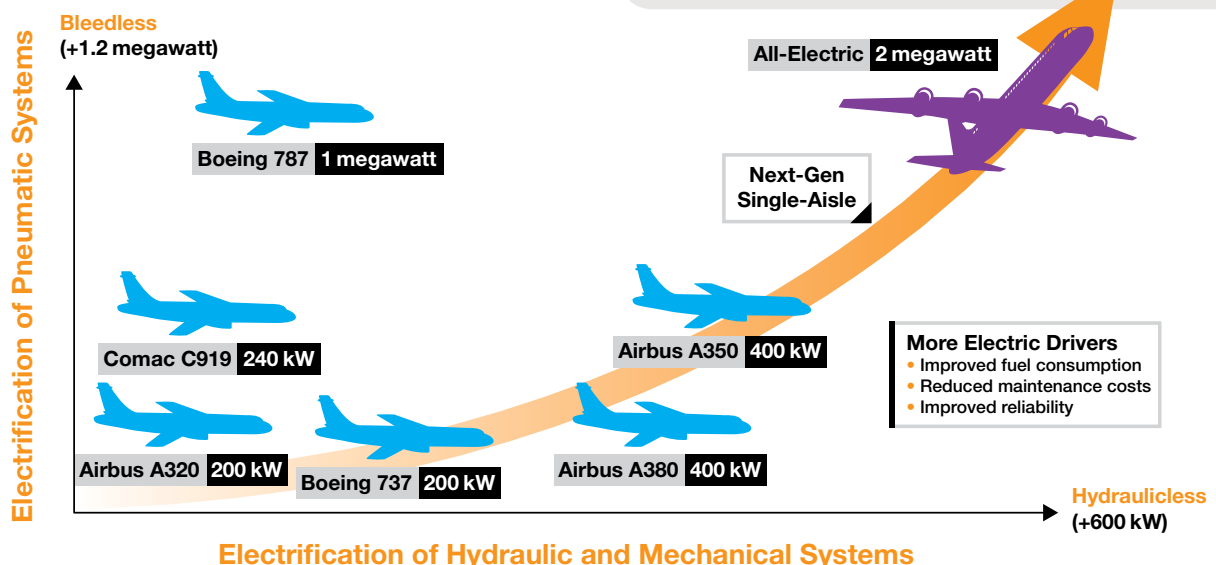 Bleedless
(+1.2 megawatt)
Electrification of Pneumatic Systems
All-Electric 2 megawatt
Boeing 787 1 megawatt
Next-Gen
Single-Aisle
Comac C919 240 kW
Airbus A350 400 kW
More Electric Drivers
• Improved fuel consumption
• Reduced maintenance costs
• Improved reliability
Airbus A320 200 kW
Boeing 737 200 kW
Airbus A380 400 kW
Hydraulicless
(+600 kW)
Electrification of Hydraulic and Mechanical Systems